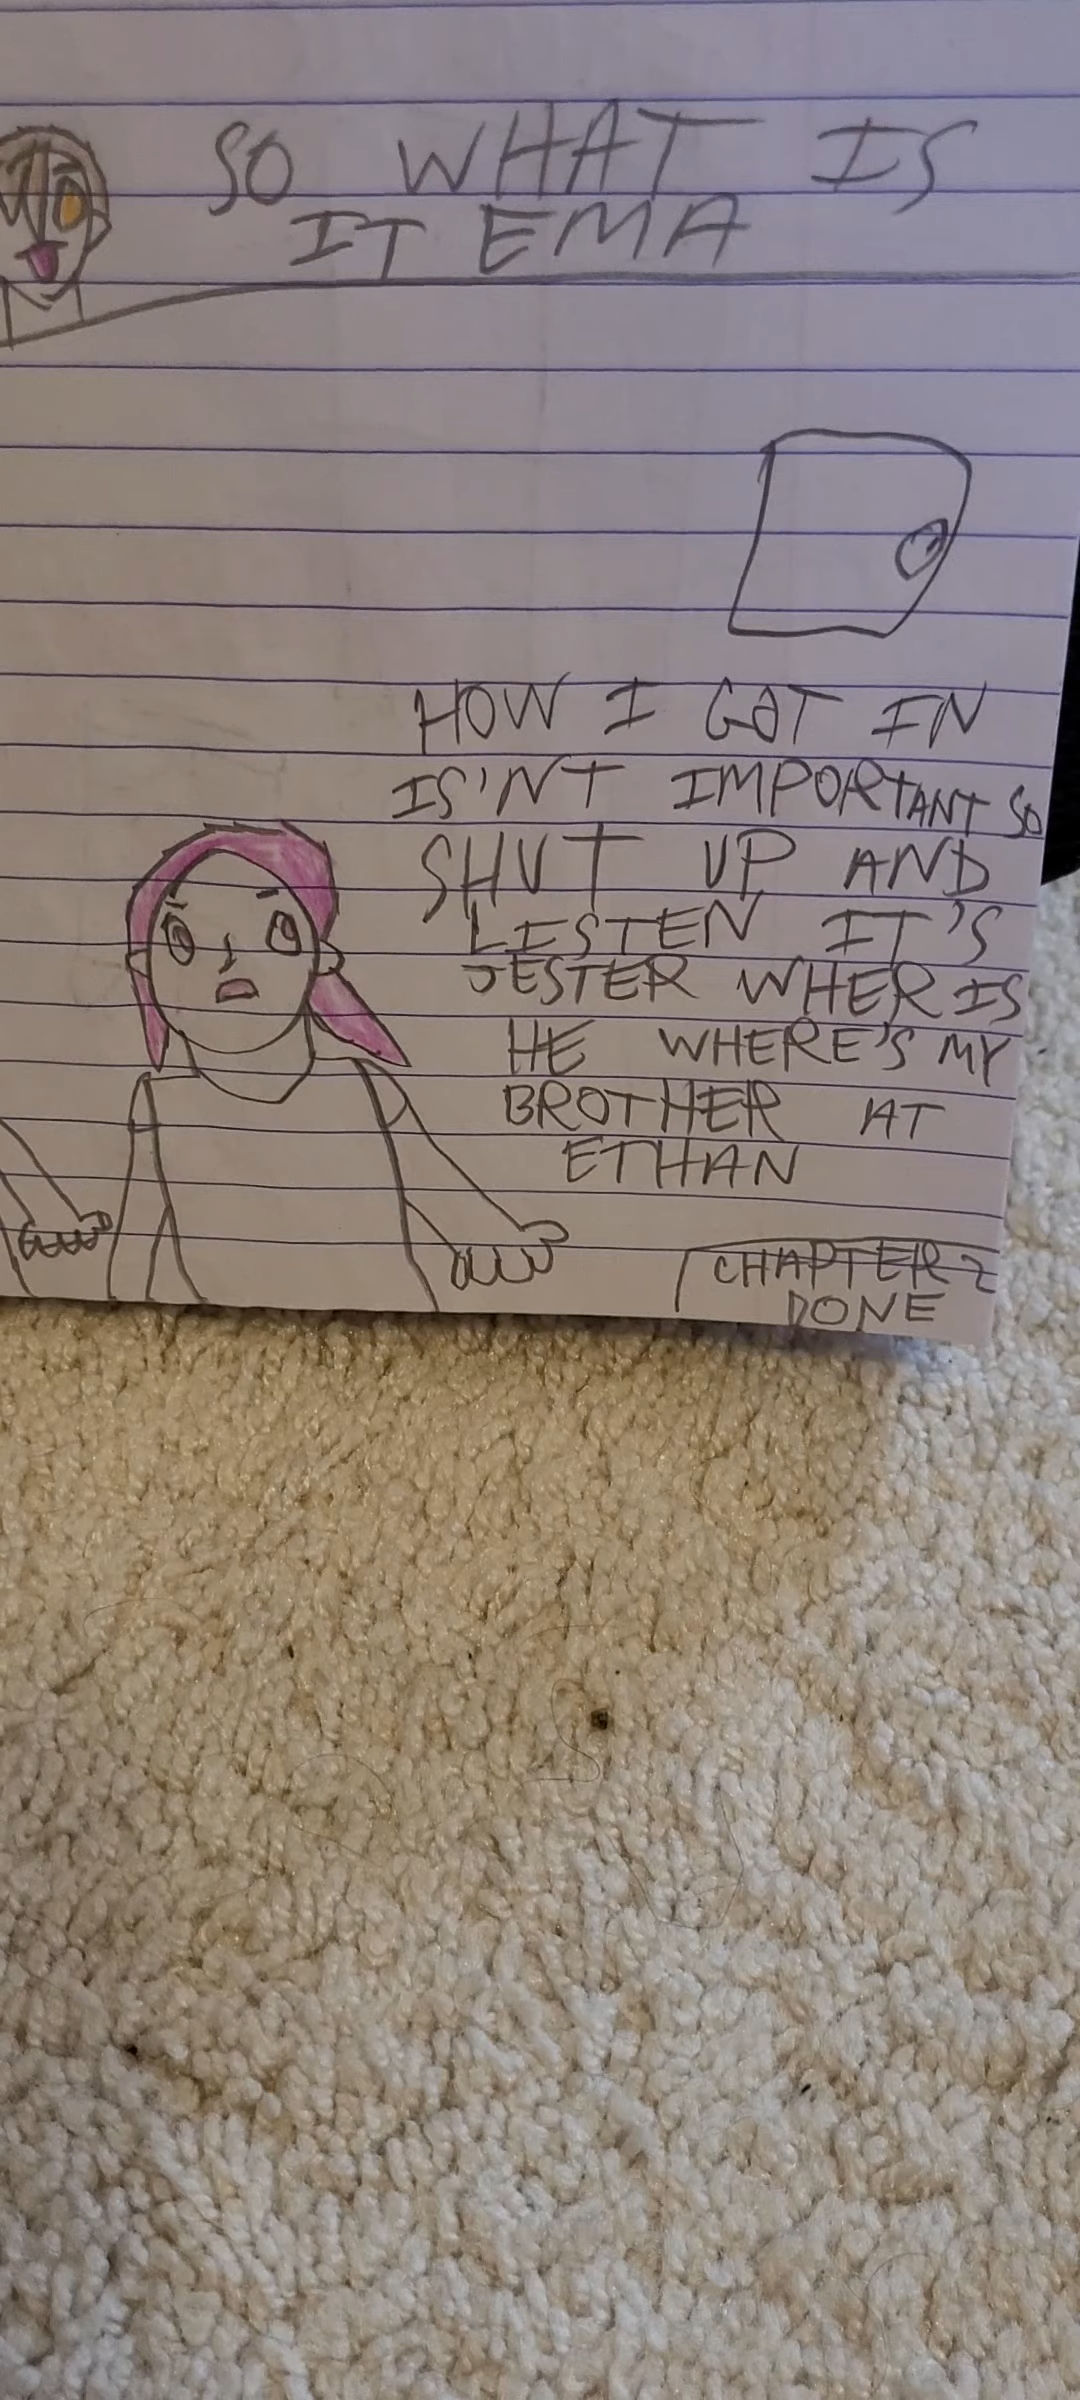 SO WHAT IS
IT EMA
HOW I GOT IN
IS'NT IMPORTANT SO
SHUT UP AND
LISTEN IT'S
JESTER WHER IS
HE WHERE'S MY
BROTHER AT
ETHAN
CHAPTER 2
DONE